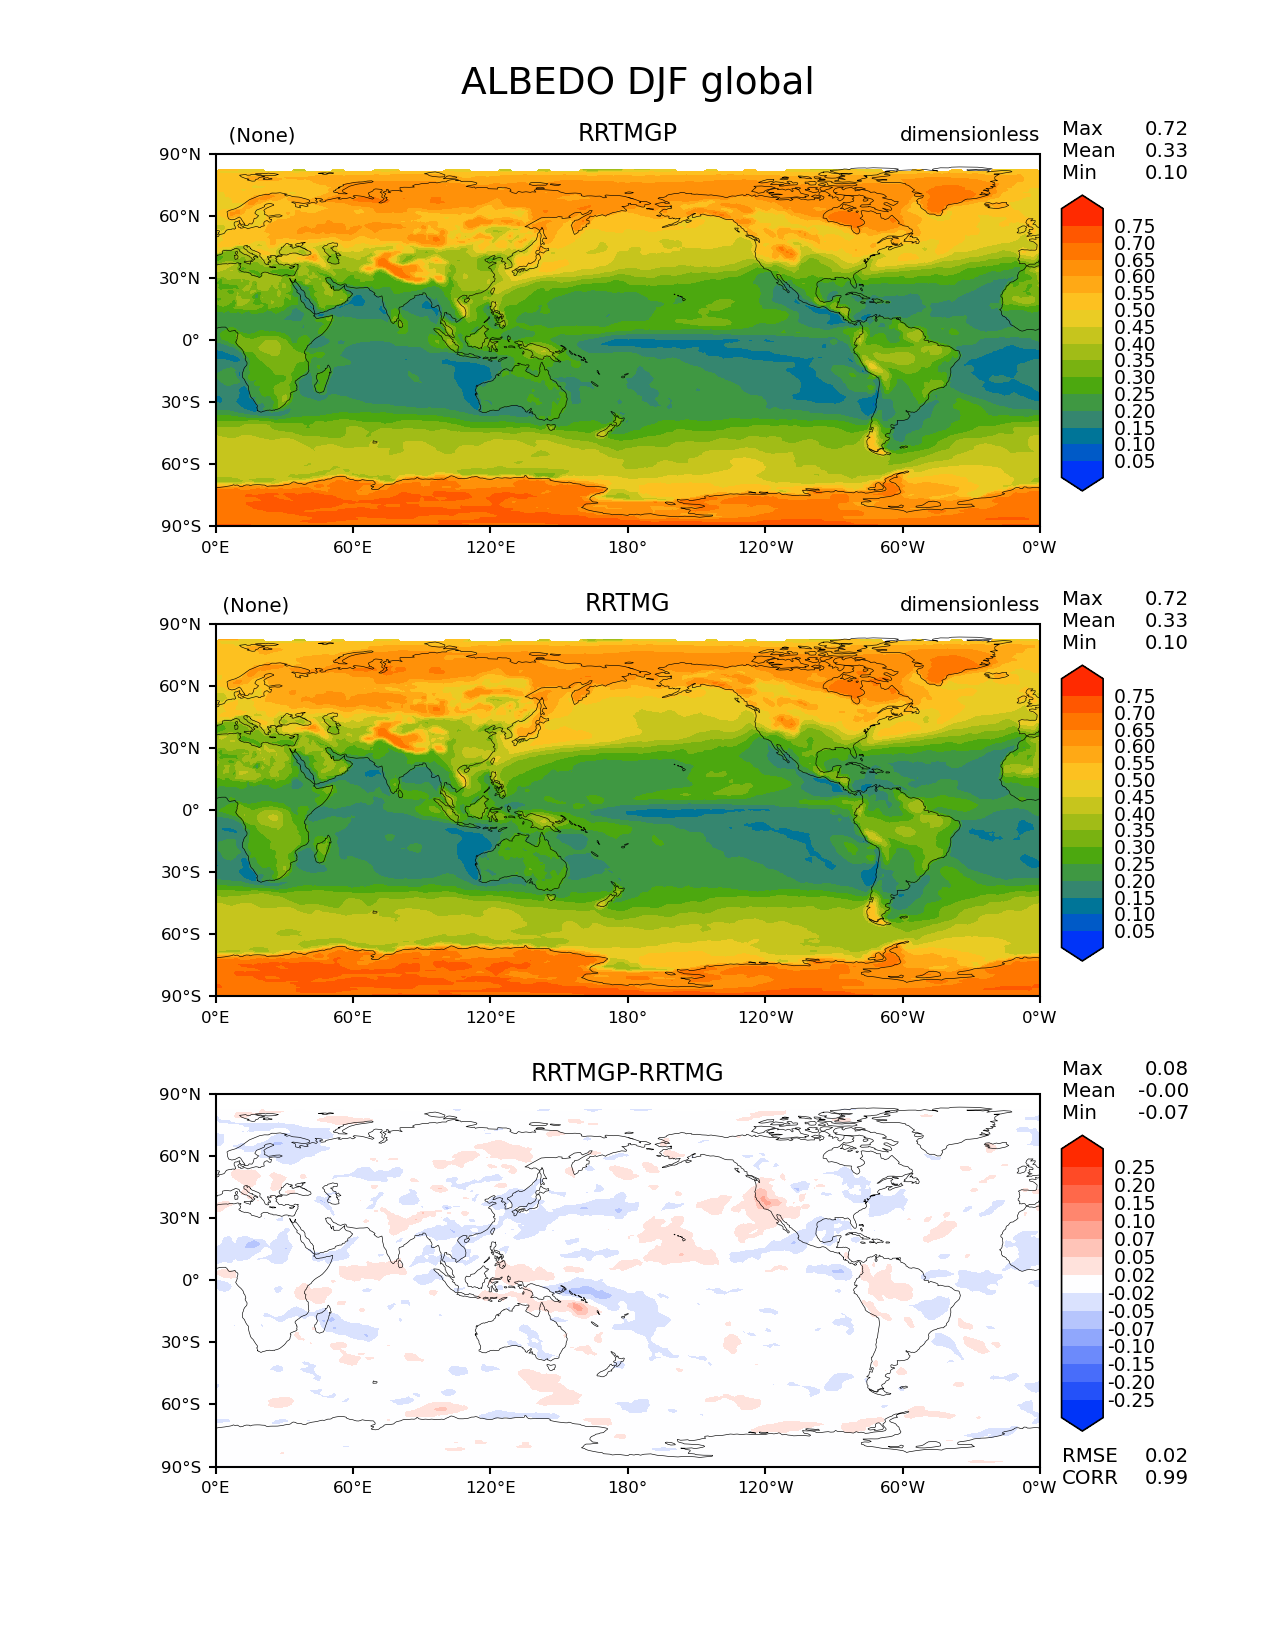 ALBEDO DJF global
(None) RRTMGP dimensionless
Max 0.72
Mean 0.33
Min 0.10
90°N
60°N
30°N
0°
30°S
60°S
90°S
0°E 60°E 120°E 180° 120°W 60°W 0°W
0.75
0.70
0.65
0.60
0.55
0.50
0.45
0.40
0.35
0.30
0.25
0.20
0.15
0.10
0.05
(None) RRTMG dimensionless
Max 0.72
Mean 0.33
Min 0.10
90°N
60°N
30°N
0°
30°S
60°S
90°S
0°E 60°E 120°E 180° 120°W 60°W 0°W
0.75
0.70
0.65
0.60
0.55
0.50
0.45
0.40
0.35
0.30
0.25
0.20
0.15
0.10
0.05
RRTMGP-RRTMG
Max 0.08
Mean -0.00
Min -0.07
90°N
60°N
30°N
0°
30°S
60°S
90°S
0°E 60°E 120°E 180° 120°W 60°W 0°W
0.25
0.20
0.15
0.10
0.07
0.05
0.02
-0.02
-0.05
-0.07
-0.10
-0.15
-0.20
-0.25
RMSE 0.02
CORR 0.99